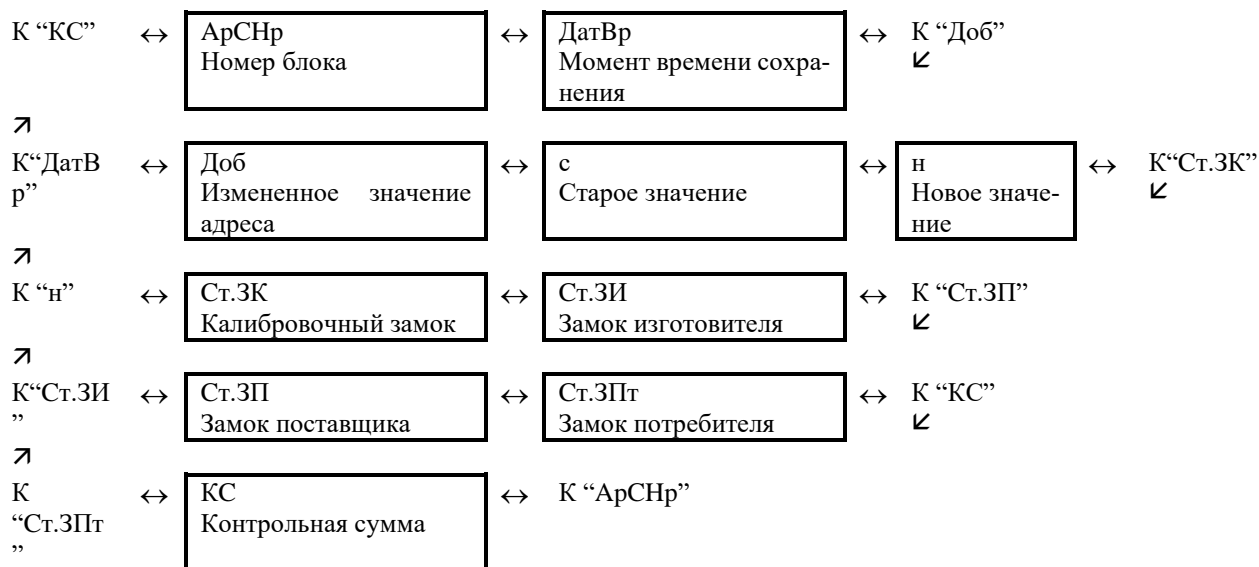 К “КС” ↔ АрСНр ↔ ДатВр ↔ К “Доб”
Номер блока Момент времени сохра-
нения
К“ДатВ ↔ Доб ↔ с ↔ н ↔ К“Ст.ЗК”
р” Измененное значение Старое значение Новое значе-
адреса ние
К “н” ↔ Ст.ЗК ↔ Ст.ЗИ ↔ К “Ст.ЗП”
Калибровочный замок Замок изготовителя
К“Ст.ЗИ ↔ Ст.ЗП ↔ Ст.ЗПт ↔ К “КС”
” Замок поставщика Замок потребителя
К ↔ КС ↔ К “АрСНр”
“Ст.ЗПт Контрольная сумма
”